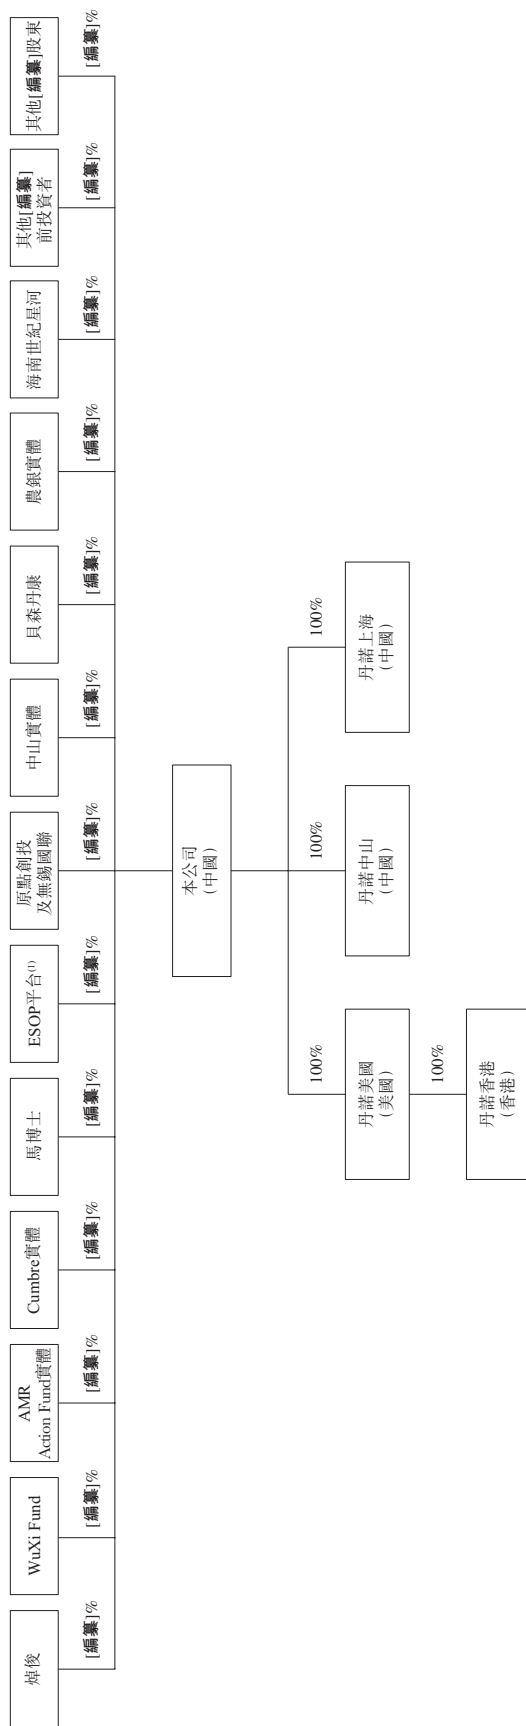 焯俊
WuXi Fund
AMR
Action Fund實體
Cumbre實體
馬博士
ESOP平台(1)
原點創投
及無錫國聯
中山實體
貝森丹康
農銀實體
海南世紀星河
其他[編纂]
前投資者
其他[編纂]股東
[編纂]%
[編纂]%
[編纂]%
[編纂]%
[編纂]%
[編纂]%
[編纂]%
[編纂]%
[編纂]%
[編纂]%
[編纂]%
[編纂]%
[編纂]%
本公司
(中國)
100%
100%
100%
丹諾美國
(美國)
丹諾中山
(中國)
丹諾上海
(中國)
100%
丹諾香港
(香港)